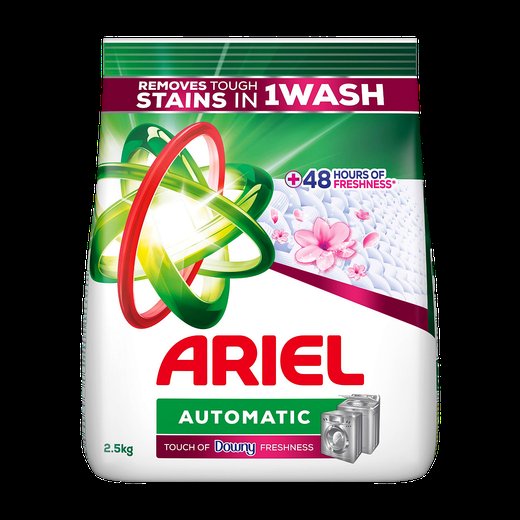 REMOVES TOUGH
STAINS IN 1WASH
+48 HOURS OF
FRESHNESS*
ARIEL
AUTOMATIC
TOUCH OF Downy FRESHNESS
2.5kg